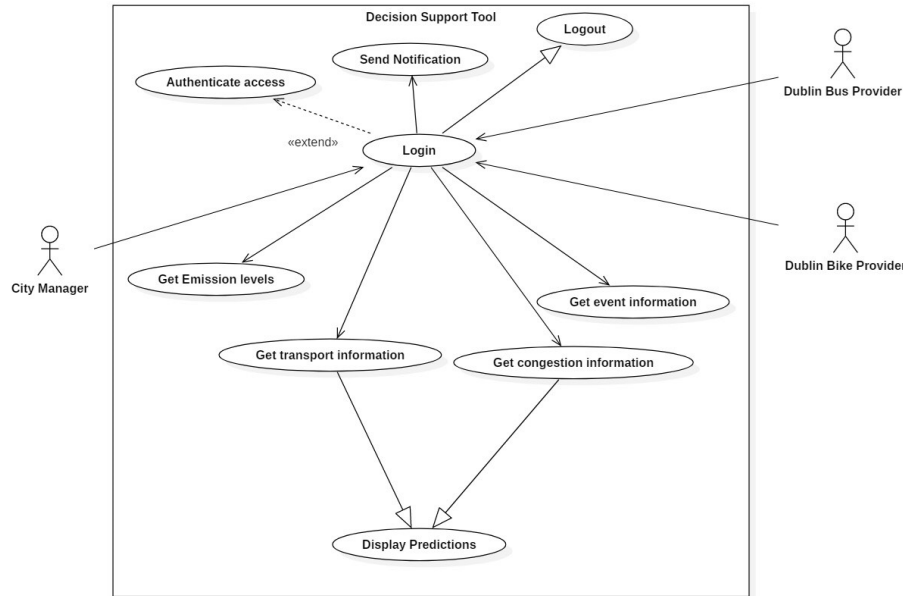 Decision Support Tool
Logout
Send Notification
Authenticate access
Dublin Bus Provider
«extend»
Login
City Manager
Get Emission levels
Dublin Bike Provider
Get event information
Get transport information
Get congestion information
Display Predictions